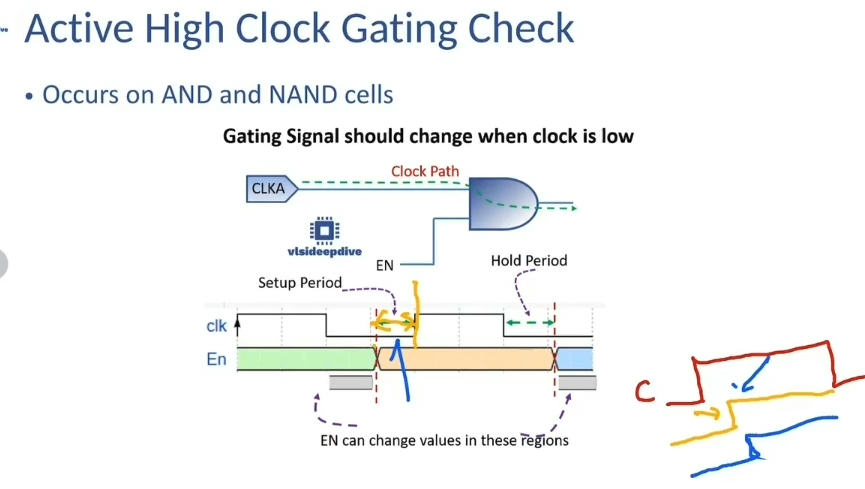 Active High Clock Gating Check
• Occurs on AND and NAND cells
Gating Signal should change when clock is low
Clock Path
CLKA
vlsideepdive
EN
Hold Period
Setup Period
clk
En
C
EN can change values in these regions